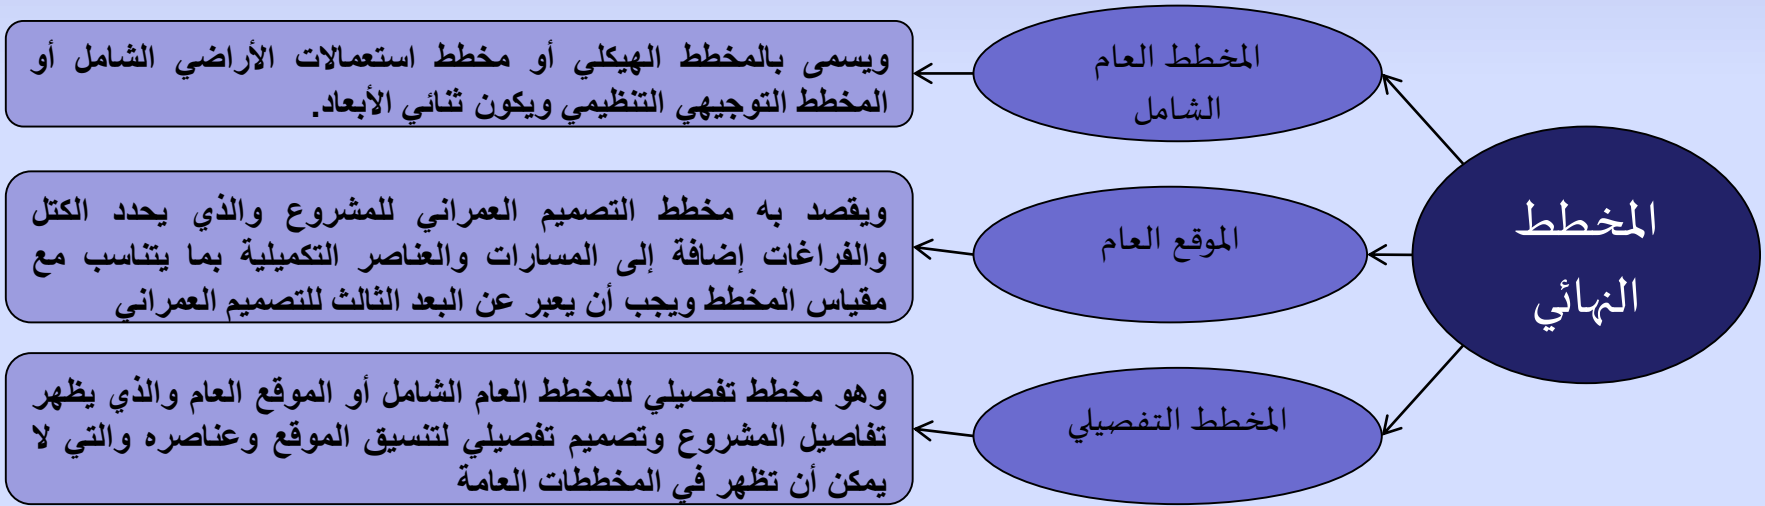 المخطط
النهائي
المخطط العام
الشامل
ويسمى بالمخطط الهيكلي أو مخطط استعمالات الأراضي الشامل أو
المخطط التوجيهي التنظيمي ويكون ثنائي الأبعاد.
الموقع العام
ويقصد به مخطط التصميم العمراني للمشروع والذي يحدد الكتل
والفراغات إضافة إلى المسارات والعناصر التكميلية بما يتناسب مع
مقياس المخطط ويجب أن يعبر عن البعد الثالث للتصميم العمراني
المخطط التفصيلي
وهو مخطط تفصيلي للمخطط العام الشامل أو الموقع العام والذي يظهر
تفاصيل المشروع وتصميم تفصيلي لتنسيق الموقع وعناصره والتي لا
يمكن أن تظهر في المخططات العامة